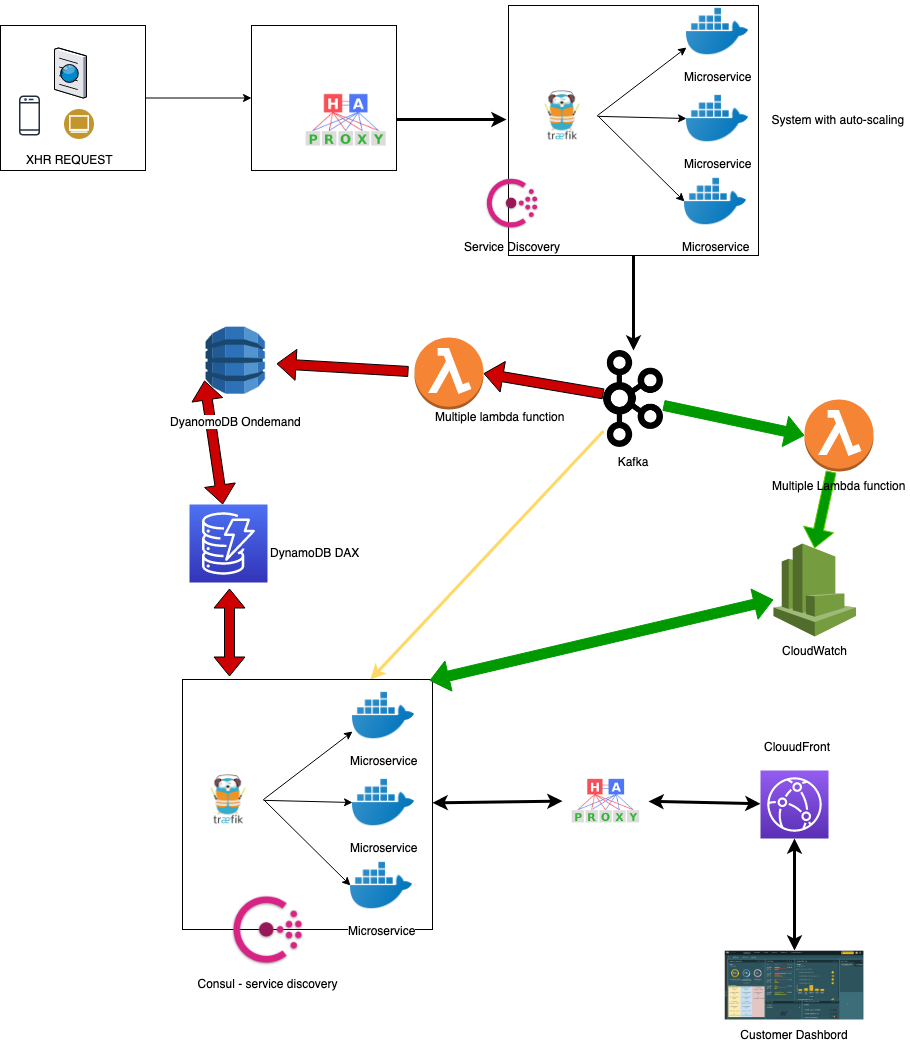 XHR REQUEST
H A
PROXY
træfik
Microservice
Microservice
Microservice
System with auto-scaling
Service Discovery
Kafka
Multiple lambda function
DyanomoDB Ondemand
Multiple Lambda function
DynamoDB DAX
CloudWatch
træfik
Microservice
Microservice
Microservice
Consul - service discovery
H A
PROXY
ClouudFront
Customer Dashbord